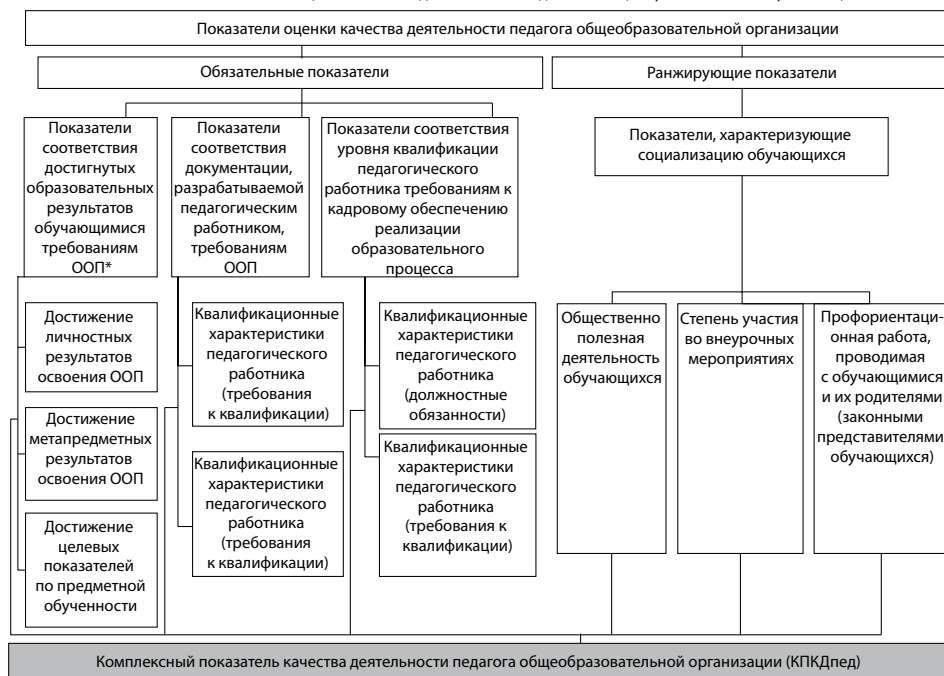 Показатели оценки качества деятельности педагога общеобразовательной организации
Обязательные показатели
Ранжирующие показатели
Показатели
соответствия
достигнутых
образовательных
результатов
обучающимися
требованиям
ООП*
Показатели
соответствия
документации,
разрабатываемой
педагогическим
работником,
требованиям
ООП
Показатели соответствия
уровня квалификации
педагогического
работника требованиям к
кадровому обеспечению
реализации
образовательного
процесса
Показатели, характеризующие
социализацию обучающихся
Достижение
личностных
результатов
освоения ООП
Достижение
метапредметных
результатов
освоения ООП
Достижение
целевых
показателей
по предметной
обученности
Квалификационные
характеристики
педагогического
работника
(требования
к квалификации)
Квалификационные
характеристики
педагогического
работника
(требования
к квалификации)
Квалификационные
характеристики
педагогического
работника
(должностные
обязанности)
Квалификационные
характеристики
педагогического
работника
(требования к
квалификации)
Общественно
полезная
деятельность
обучающихся
Степень участия
во внеурочных
мероприятиях
Профориентаци-
онная работа,
проводимая
с обучающимися
и их родителями
(законными
представителями
обучающихся)
Комплексный показатель качества деятельности педагога общеобразовательной организации (КПКДпед)